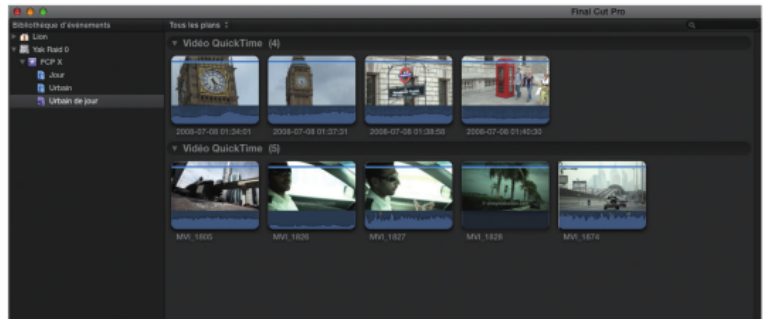 Final Cut Pro
Bibliothèque d'événements
Tous les plans
Lion
Yak Raid 0
FCP X
Jour
Urbain
Urbain de jour
Vidéo QuickTime (4)
2008-07-08 01:34:01
2008-07-08 01:37:31
2008-07-08 01:38:58
2008-07-08 01:40:30
Vidéo QuickTime (5)
MVI_1805
MVI_1826
MVI_1827
MVI_1828
MVI_1874